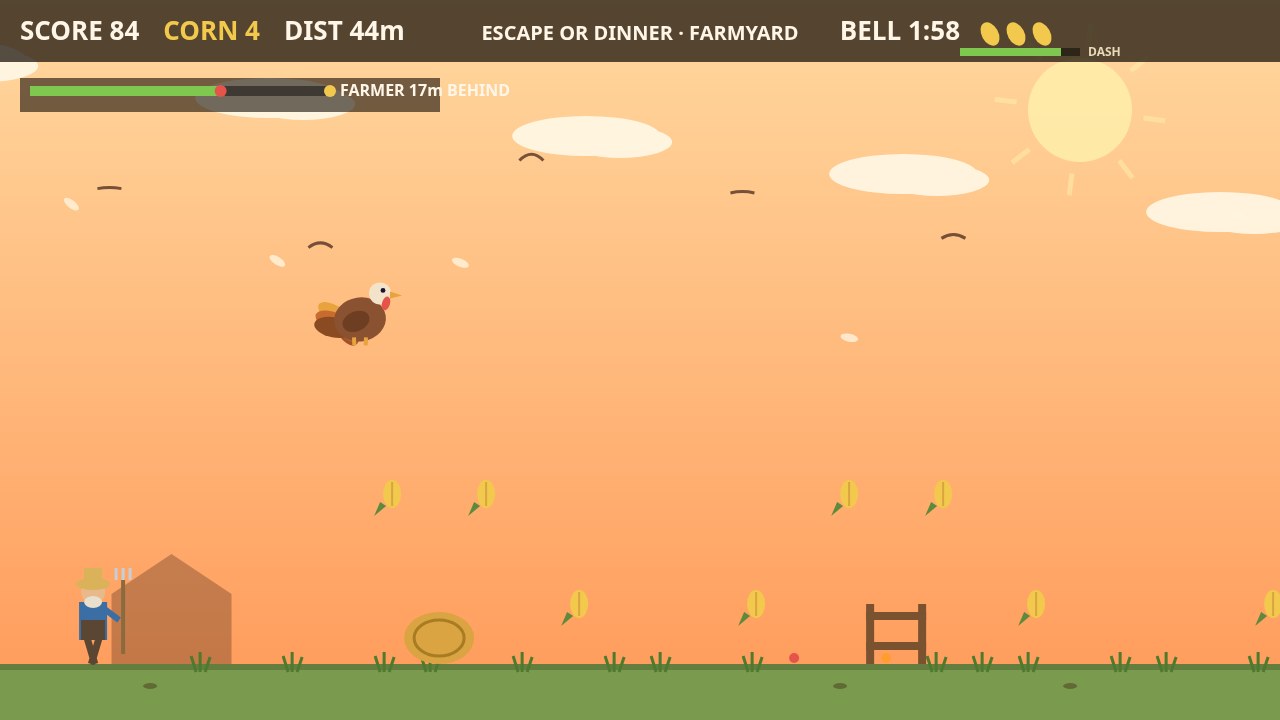 SCORE 84 CORN 4 DIST 44m ESCAPE OR DINNER · FARMYARD BELL 1:58
DASH
FARMER 17m BEHIND